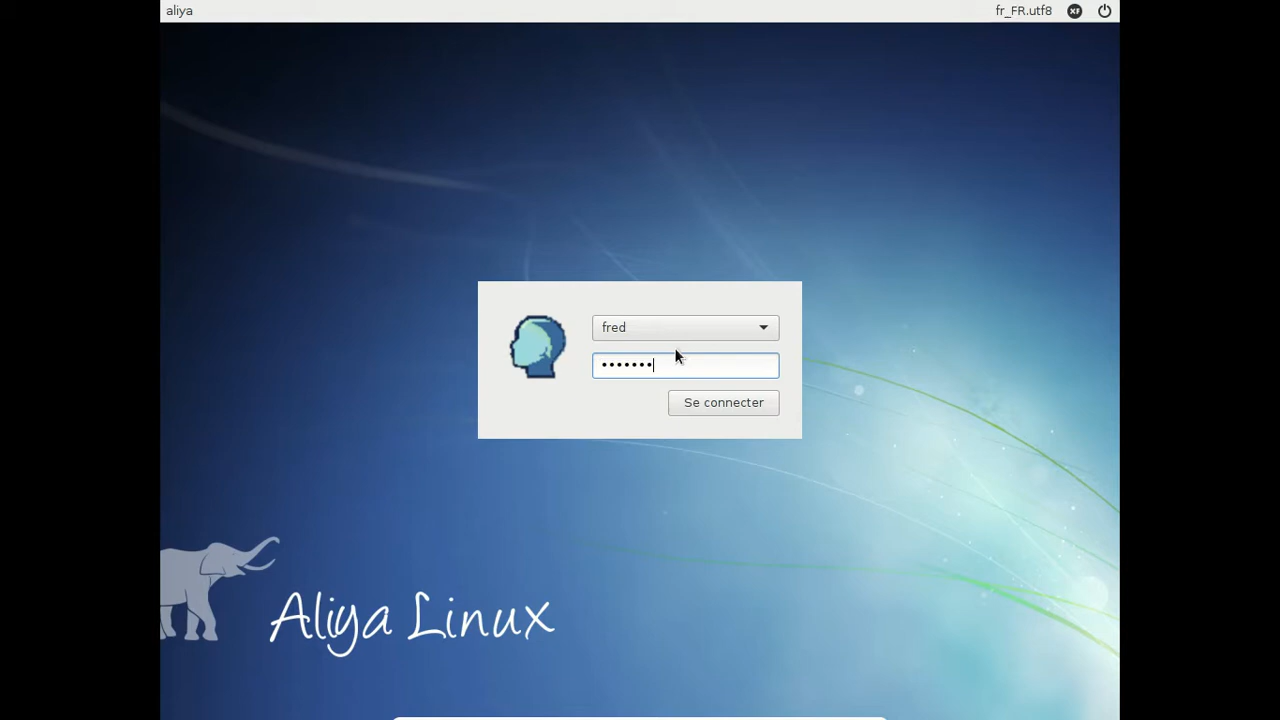 aliya fr_FR.utf8
fred
•••••••
Se connecter
Aliya Linux